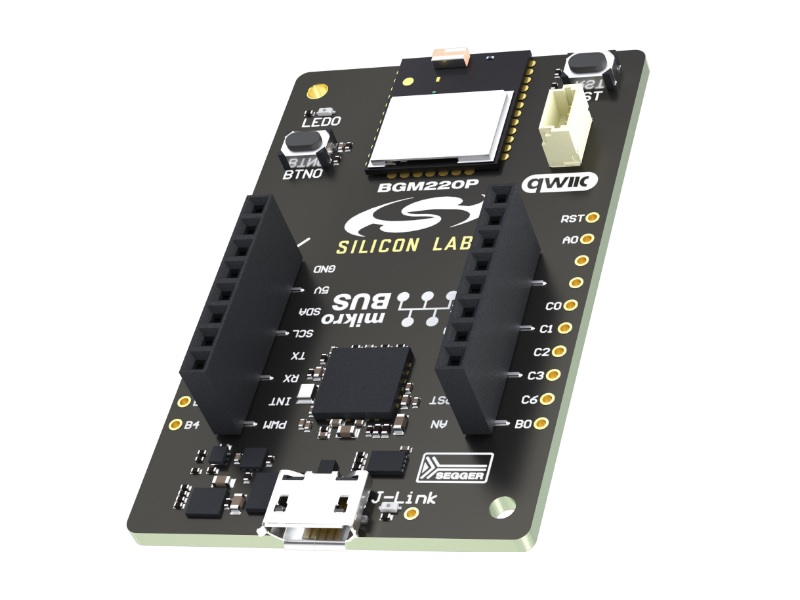 LED0
RST
BTN0
BGM220P
qwiic
SILICON LAB
RST
A0
GND
5V
SDA
mikro
BUS
C0
SCL
C1
TX
C2
RX
C3
INT
C6
PWM
AN
B0
B4
SEGGER
J-Link